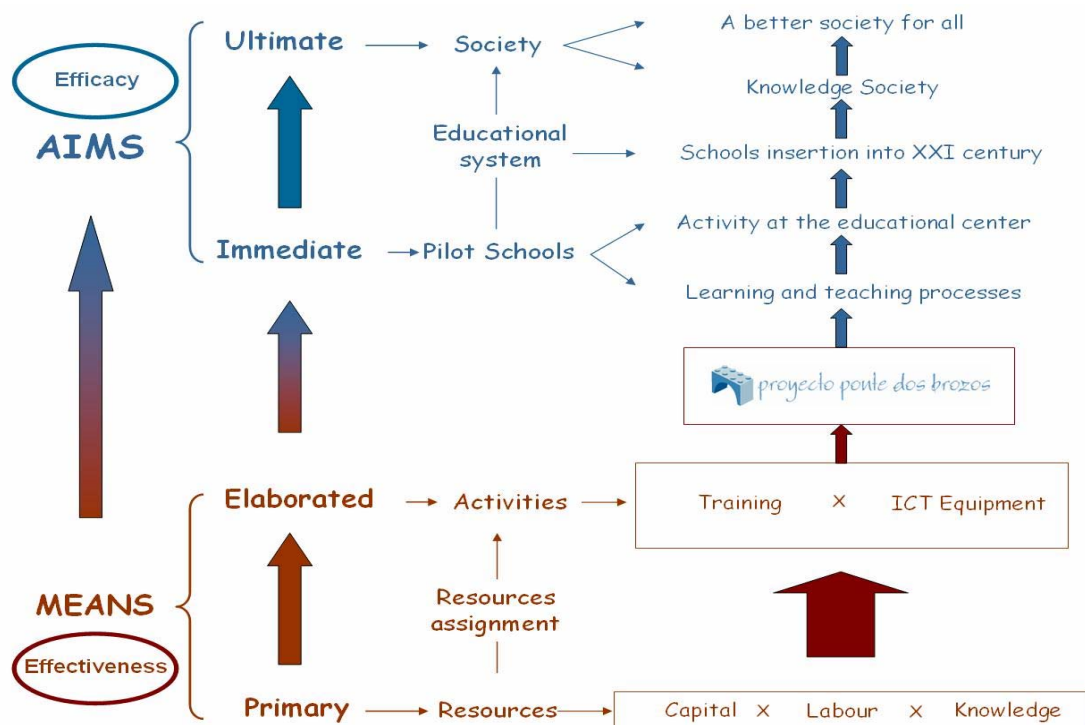 Ultimate
Society
A better society for all
Efficacy
Knowledge Society
AIMS
Educational
system
Schools insertion into XXI century
Immediate
Pilot Schools
Activity at the educational center
Learning and teaching processes
proyecto ponte dos brozos
Elaborated
Activities
Training X ICT Equipment
MEANS
Resources
assignment
Effectiveness
Primary
Resources
Capital X Labour X Knowledge